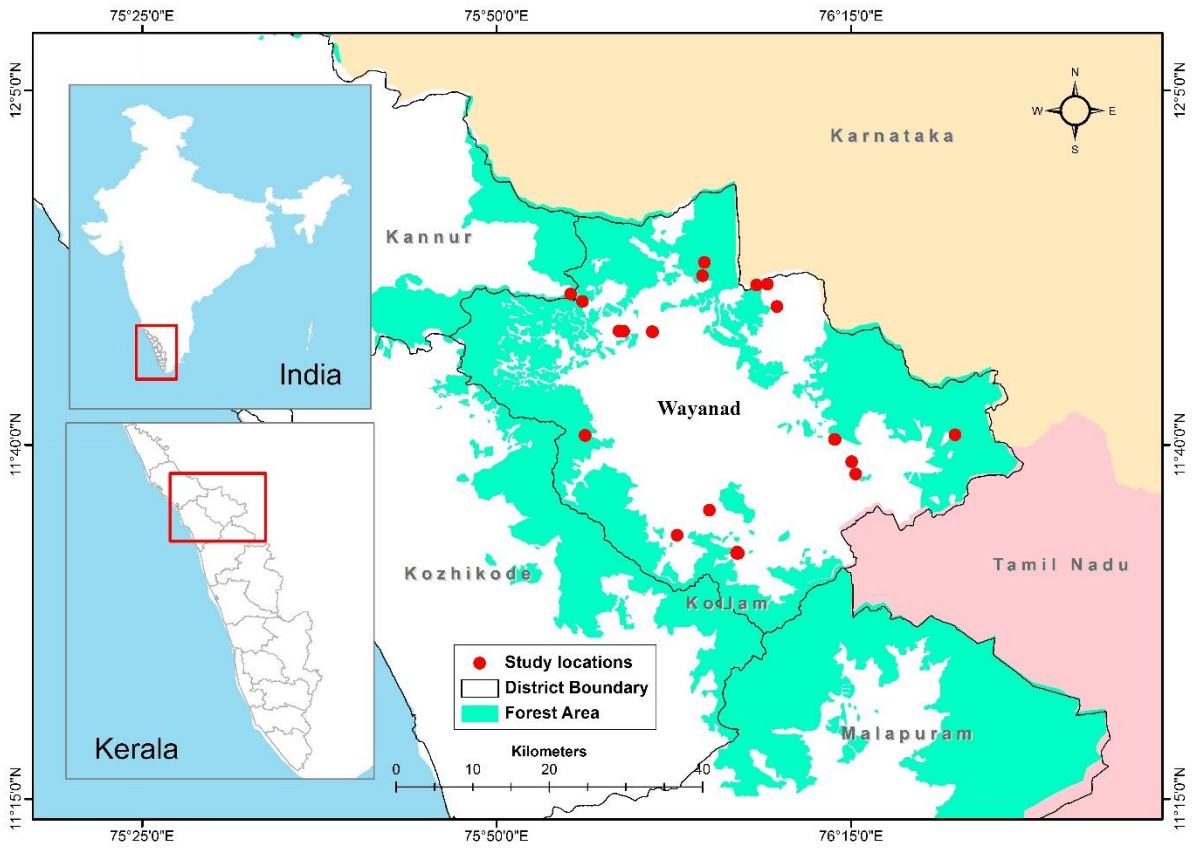 75°25'0"E 75°50'0"E 76°15'0"E
12°5'0"N 12°5'0"N
N
W E
S
Karnataka
Kannur
India
Wayanad
11°40'0"N 11°40'0"N
Kozhikode
Kollam
Tamil Nadu
Study locations
District Boundary
Forest Area
Malapuram
Kerala
Kilometers
0 10 20 40
11°15'0"N 11°15'0"N
75°25'0"E 75°50'0"E 76°15'0"E